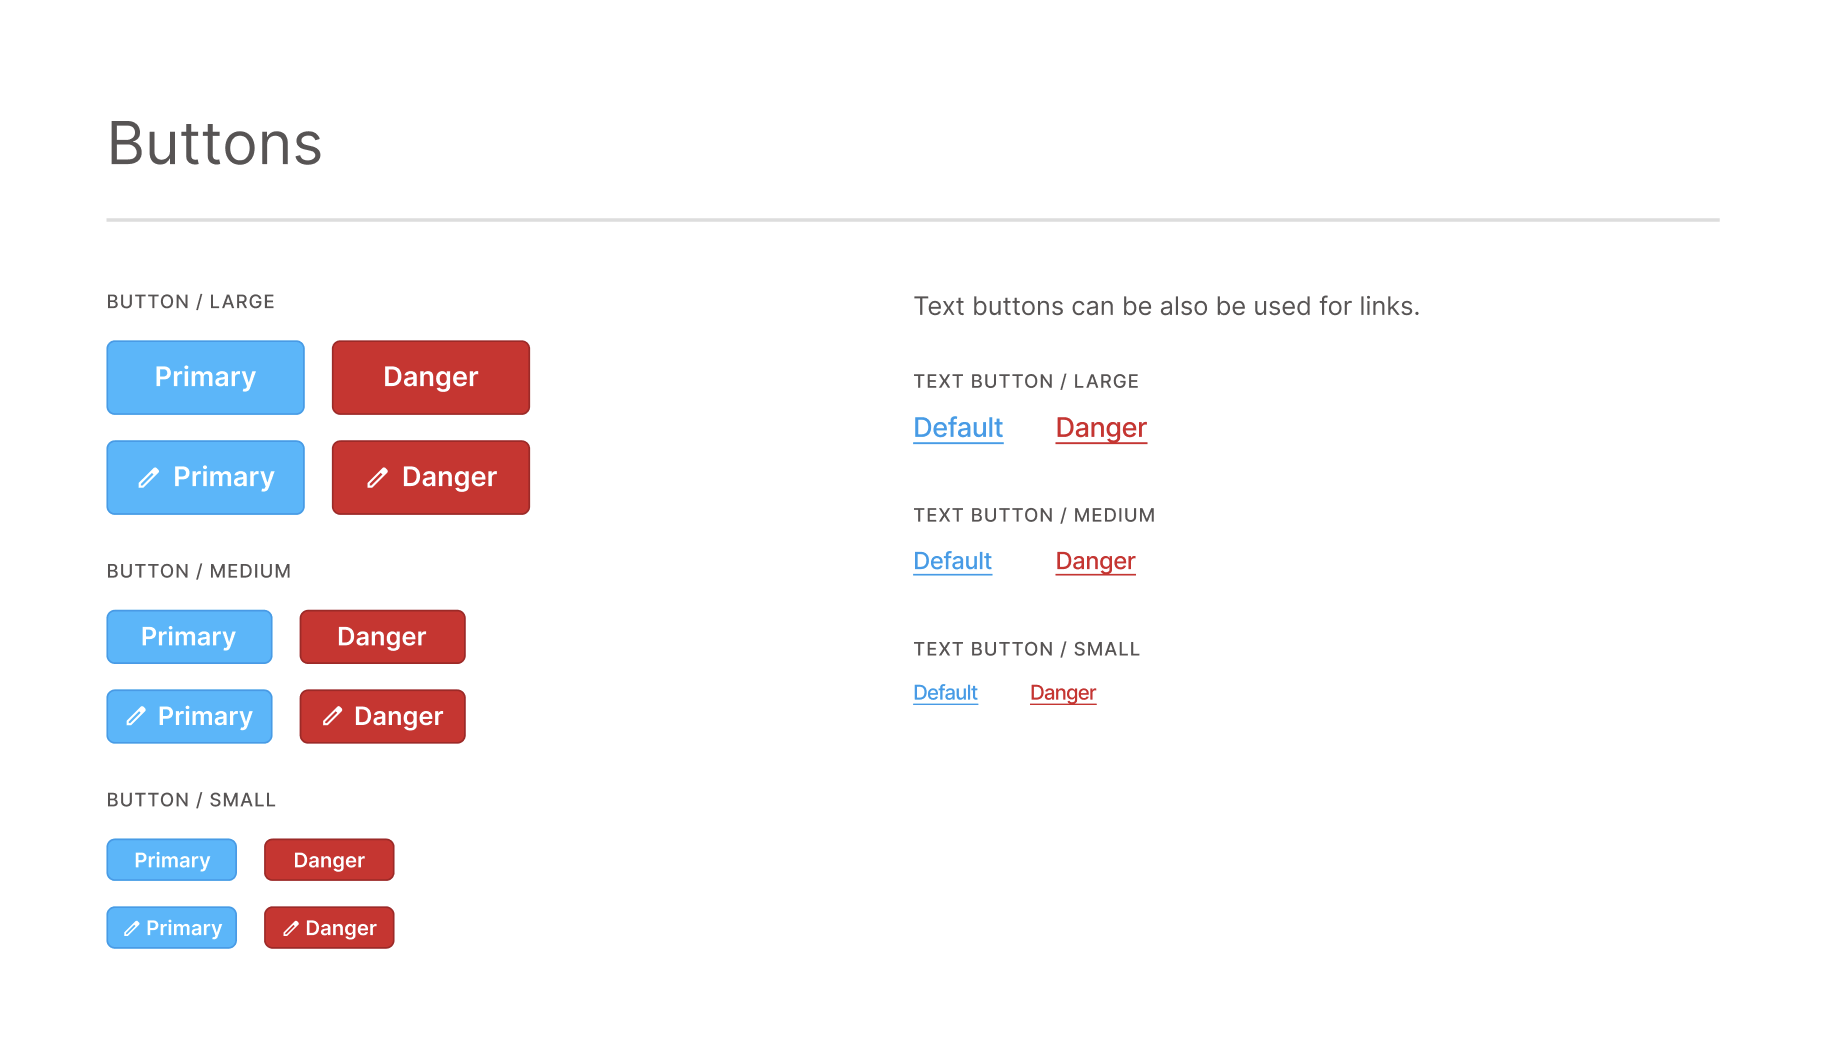 Buttons
BUTTON / LARGE
Primary Danger
Primary Danger
BUTTON / MEDIUM
Primary Danger
Primary Danger
BUTTON / SMALL
Primary Danger
Primary Danger
Text buttons can be also be used for links.
TEXT BUTTON / LARGE
Default Danger
TEXT BUTTON / MEDIUM
Default Danger
TEXT BUTTON / SMALL
Default Danger